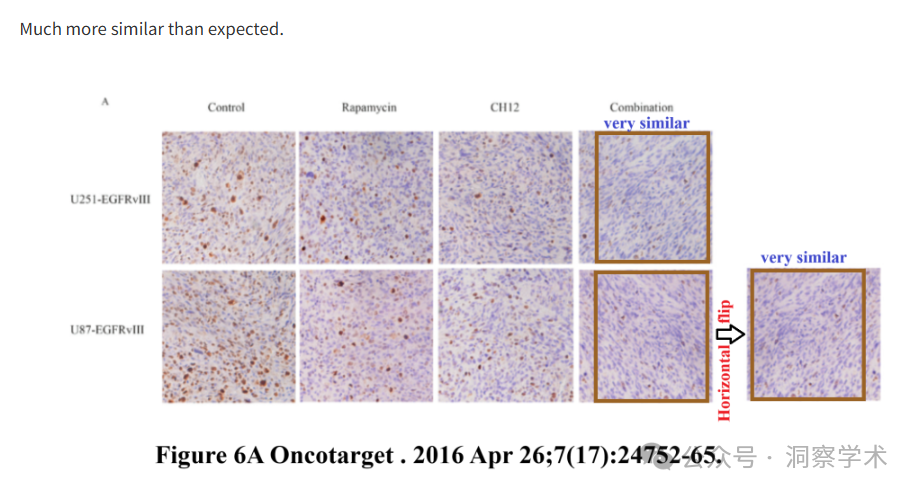 Much more similar than expected.
A
Control Rapamycin CH12 Combination
very similar
U251-EGFRvIII
very similar
U87-EGFRvIII
Horizontal flip
Figure 6A Oncotarget . 2016 Apr 26;7(17):24752-65.
公众号 · 洞察学术